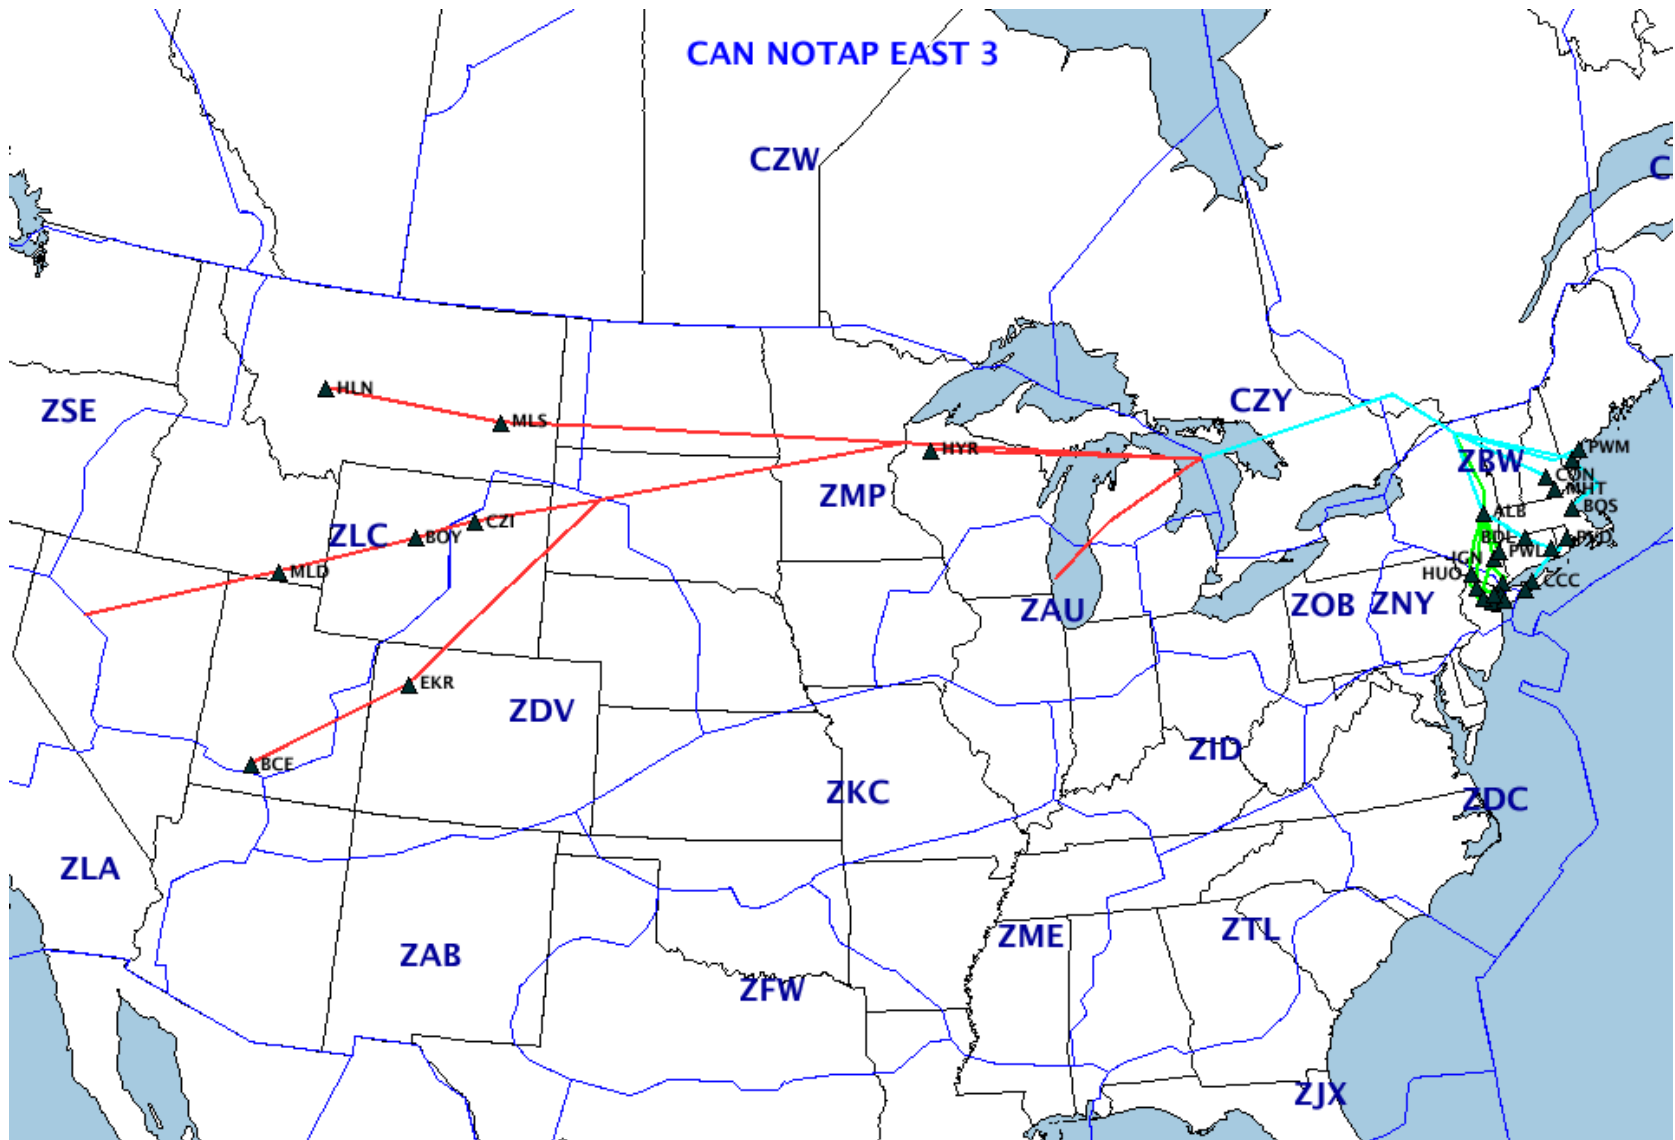 CAN NOTAP EAST 3
CZW
C
HLN
ZSE
CZY
MLS
HYR
PWM
ZBW
CON
MHT
ZMP
BOS
ALB
CZI
ZLC
BOY
BDL
PVD
PWL
IGN
MLD
HUO
CCC
ZAU
ZOB
ZNY
EKR
ZDV
ZID
BCE
ZKC
ZDC
ZLA
ZTL
ZME
ZAB
ZFW
ZJX